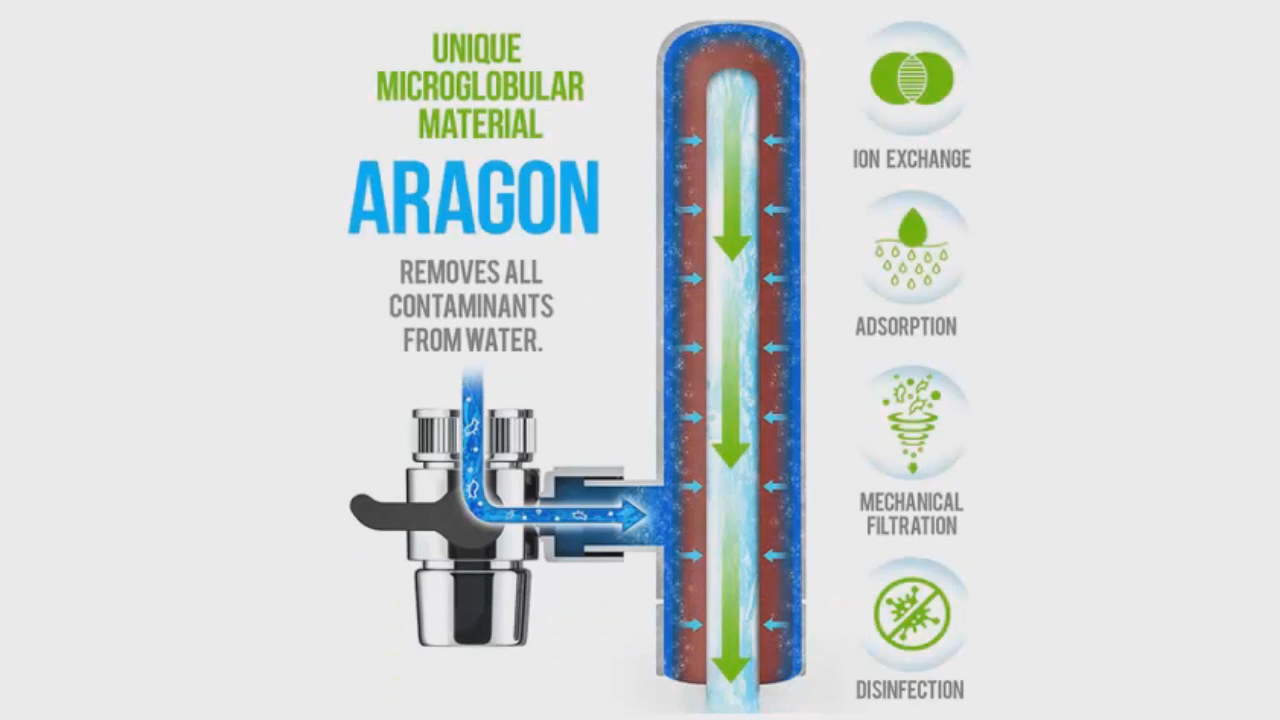 UNIQUE
MICROGLOBULAR
MATERIAL
ARAGON
REMOVES ALL
CONTAMINANTS
FROM WATER.
ION EXCHANGE
ADSORPTION
MECHANICAL
FILTRATION
DISINFECTION